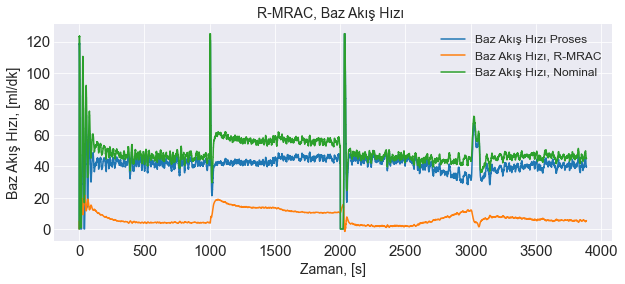 R-MRAC, Baz Akış Hızı
Baz Akış Hızı, [ml/dk]
120
100
80
60
40
20
0
Baz Akış Hızı Proses
Baz Akış Hızı, R-MRAC
Baz Akış Hızı, Nominal
0 500 1000 1500 2000 2500 3000 3500 4000
Zaman, [s]